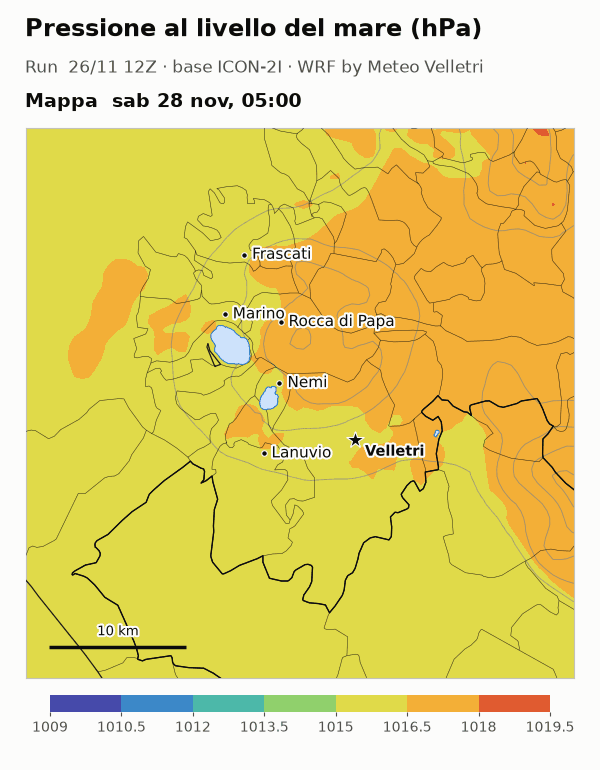 Pressione al livello del mare (hPa)
Run 26/11 12Z · base ICON-2I · WRF by Meteo Velletri
Mappa sab 28 nov, 05:00
Frascati
Marino
Rocca di Papa
Nemi
Velletri
Lanuvio
10 km
1009 1010.5 1012 1013.5 1015 1016.5 1018 1019.5